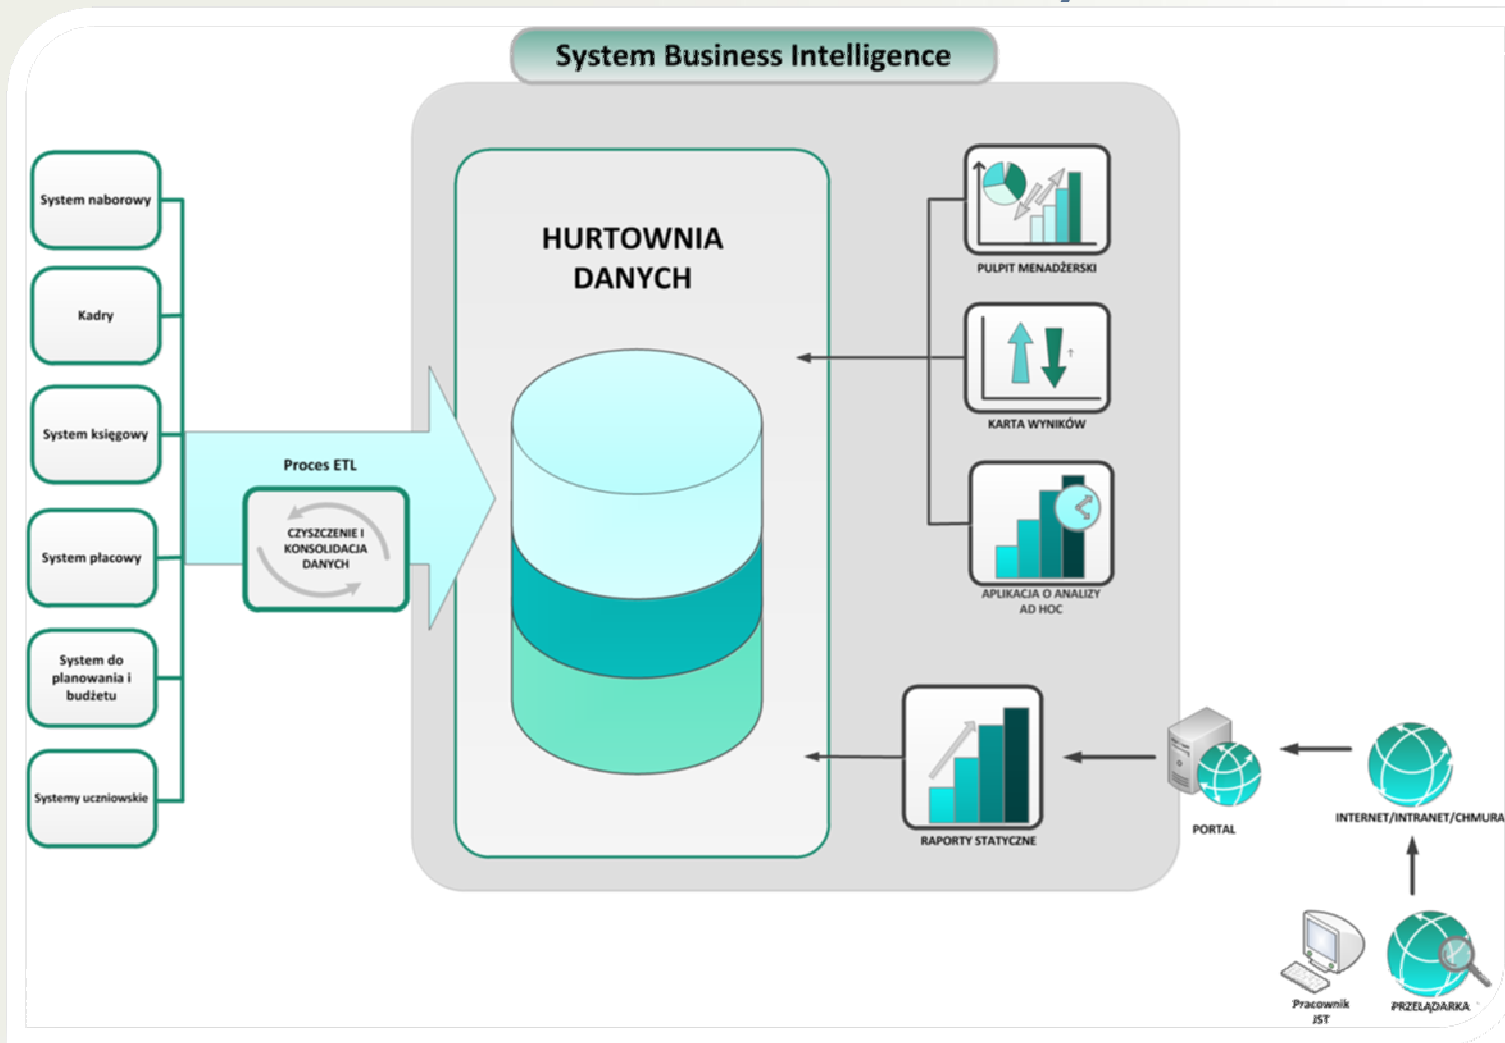 System Business Intelligence
System naborowy
Kadry
System księgowy
System płacowy
System do
planowania i
budżetu
Systemy uczniowskie
Proces ETL
CZYSZCZENIE I
KONSOLIDACJA
DANYCH
HURTOWNIA
DANYCH
PULPIT MENADŻERSKI
KARTA WYNIKÓW
APLIKACJA O ANALIZY
AD HOC
RAPORTY STATYCZNE
PORTAL
INTERNET/INTRANET/CHMURA
Pracownik
JST
PRZELĄDARKA